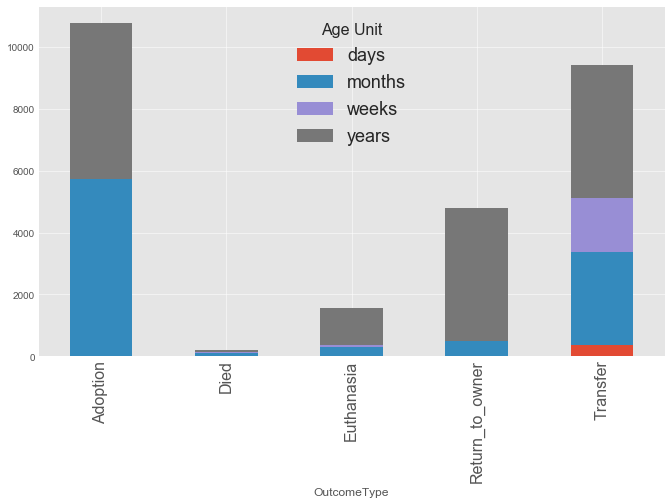 Age Unit
days
months
weeks
years
10000
8000
6000
4000
2000
0
Adoption
Died
Euthanasia
Return_to_owner
Transfer
OutcomeType